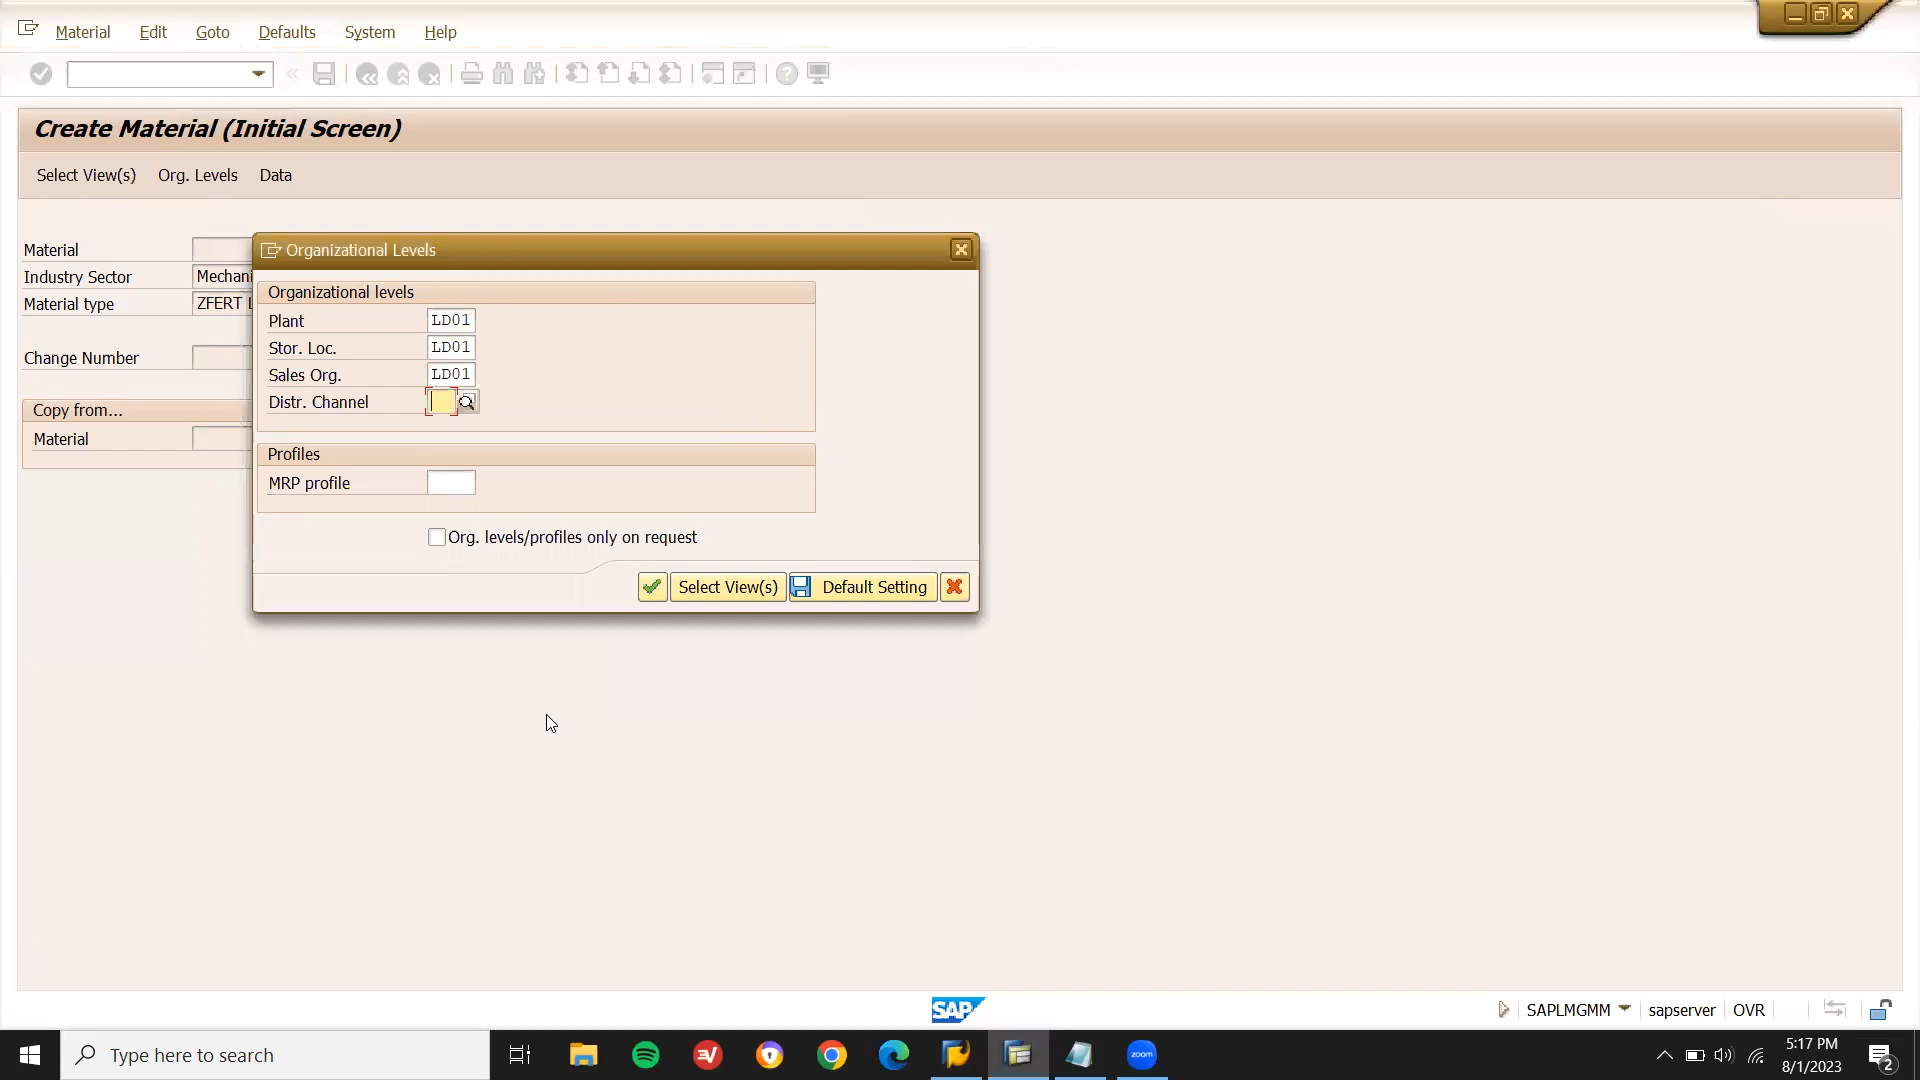 Material Edit Goto Defaults System Help
Create Material (Initial Screen)
Select View(s) Org. Levels Data
Material
Industry Sector Mechani
Material type ZFERT L
Change Number
Copy from...
Material
Organizational Levels
Organizational levels
Plant LD01
Stor. Loc. LD01
Sales Org. LD01
Distr. Channel
Profiles
MRP profile
Org. levels/profiles only on request
Select View(s) Default Setting
SAP SAPLMGMM sapserver OVR
Type here to search
zoom
5:17 PM
8/1/2023
2